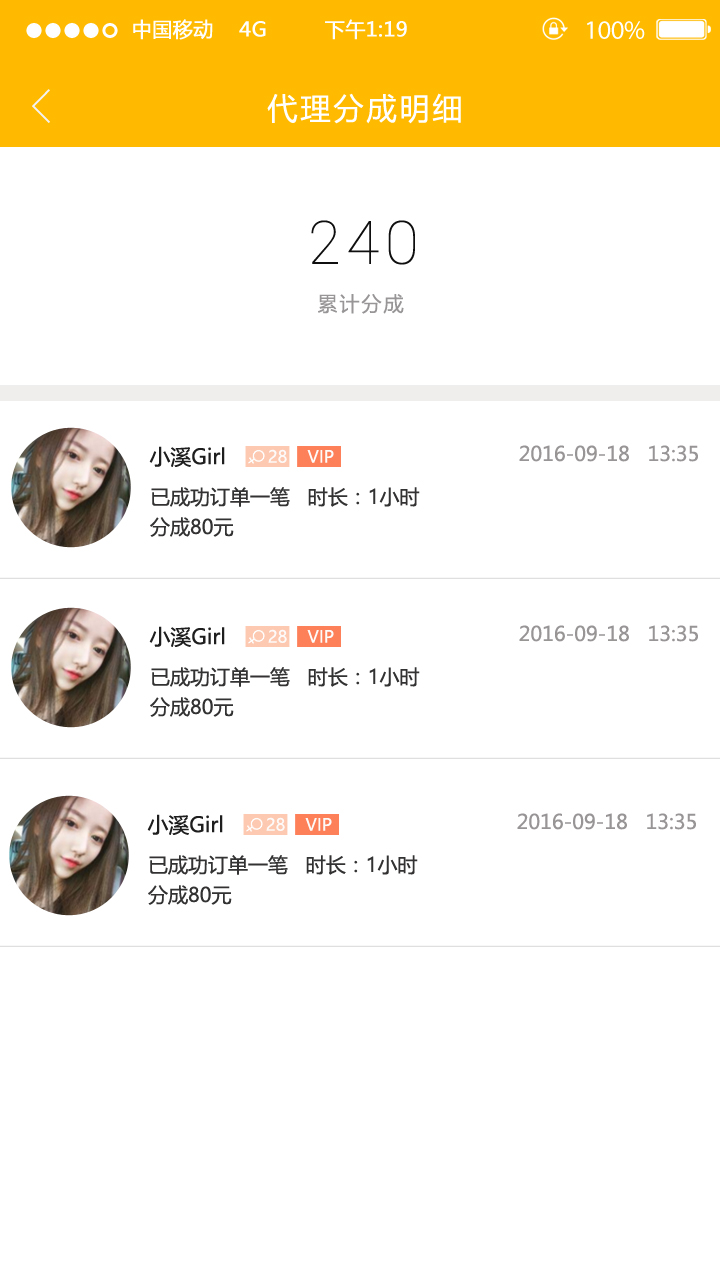 中国移动 4G 下午1:19 100%
代理分成明细
240
累计分成
小溪Girl 28 VIP 2016-09-18 13:35
已成功订单一笔 时长：1小时
分成80元
小溪Girl 28 VIP 2016-09-18 13:35
已成功订单一笔 时长：1小时
分成80元
小溪Girl 28 VIP 2016-09-18 13:35
已成功订单一笔 时长：1小时
分成80元